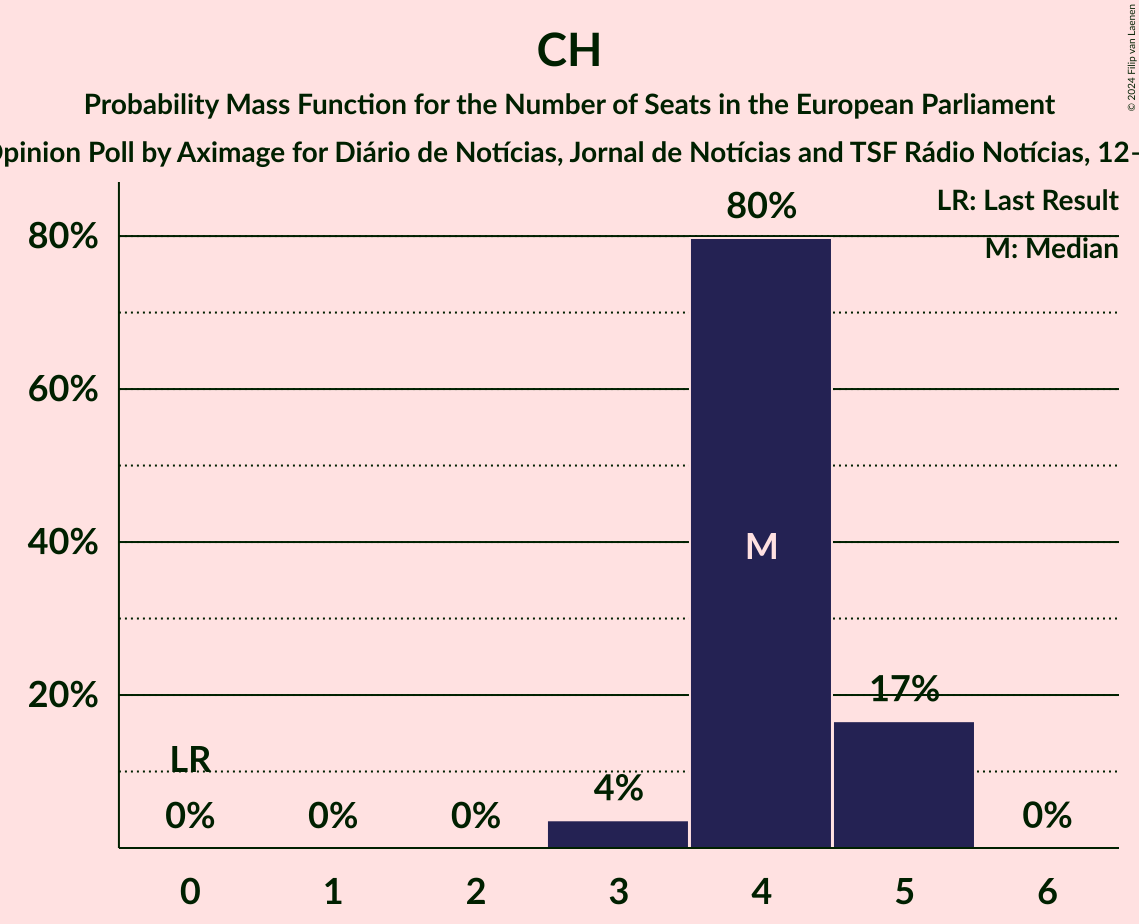 CH
Probability Mass Function for the Number of Seats in the European Parliament
Opinion Poll by Aximage for Diário de Notícias, Jornal de Notícias and TSF Rádio Notícias, 12–
© 2024 Filip van Laenen
LR: Last Result
M: Median
80%
60%
40%
20%
LR
0%
0%
0%
4%
80%
M
17%
0%
0 1 2 3 4 5 6